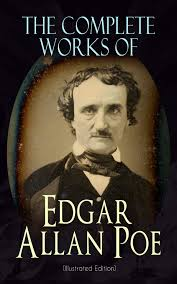 THE COMPLETE
WORKS OF
EDGAR
ALLAN POE
(Illustrated Edition)